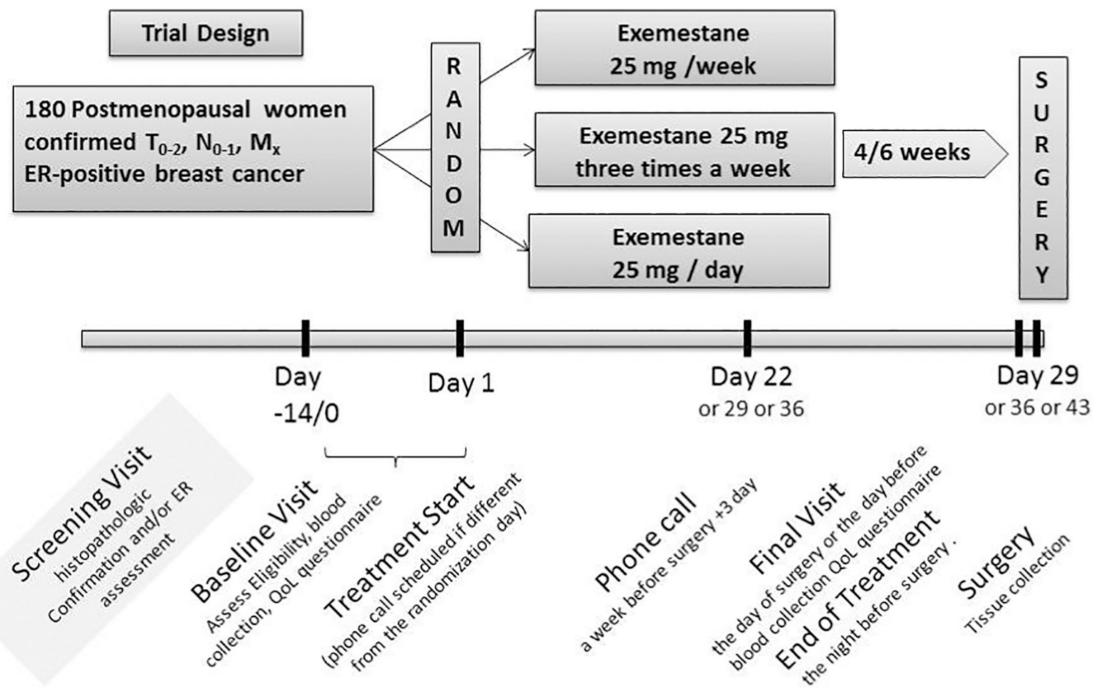 Trial Design
180 Postmenopausal women
confirmed T0-2, N0-1, Mx
ER-positive breast cancer
R
A
N
D
O
M
Exemestane
25 mg /week
Exemestane 25 mg
three times a week
Exemestane
25 mg / day
4/6 weeks
S
U
R
G
E
R
Y
Day
-14/0
Day 1
Day 22
or 29 or 36
Day 29
or 36 or 43
Screening Visit
histopathologic
Confirmation and/or ER
assessment
Baseline Visit
Assess Eligibility, blood
collection, QoL questionnaire
Treatment Start
(phone call scheduled if different
from the randomization day)
Phone call
a week before surgery +3 day
Final Visit
the day of surgery or the day before
blood collection QoL questionnaire
End of Treatment
the night before surgery .
Surgery
Tissue collection